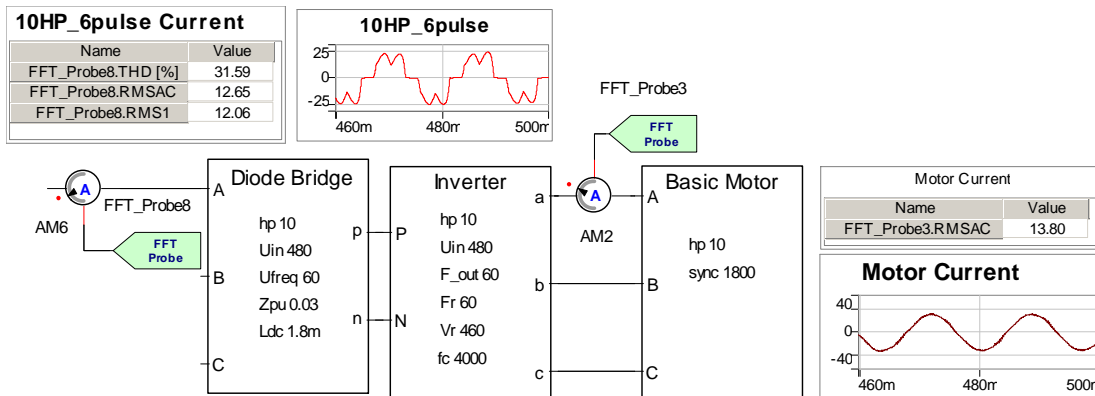 10HP_6pulse Current
Name Value
FFT_Probe8.THD [%] 31.59
FFT_Probe8.RMSAC 12.65
FFT_Probe8.RMS1 12.06
10HP_6pulse
25
0
-25
460m 480m 500m
FFT_Probe3
FFT
Probe
A
AM2
A
AM6
FFT_Probe8
FFT
Probe
Diode Bridge
hp 10
Uin 480
Ufreq 60
Zpu 0.03
Ldc 1.8m
A
B
C
p
n
Inverter
hp 10
Uin 480
F_out 60
Fr 60
Vr 460
fc 4000
P
N
a
b
c
Basic Motor
hp 10
sync 1800
A
B
C
Motor Current
Name Value
FFT_Probe3.RMSAC 13.80
Motor Current
40
0
-40
460m 480m 500m